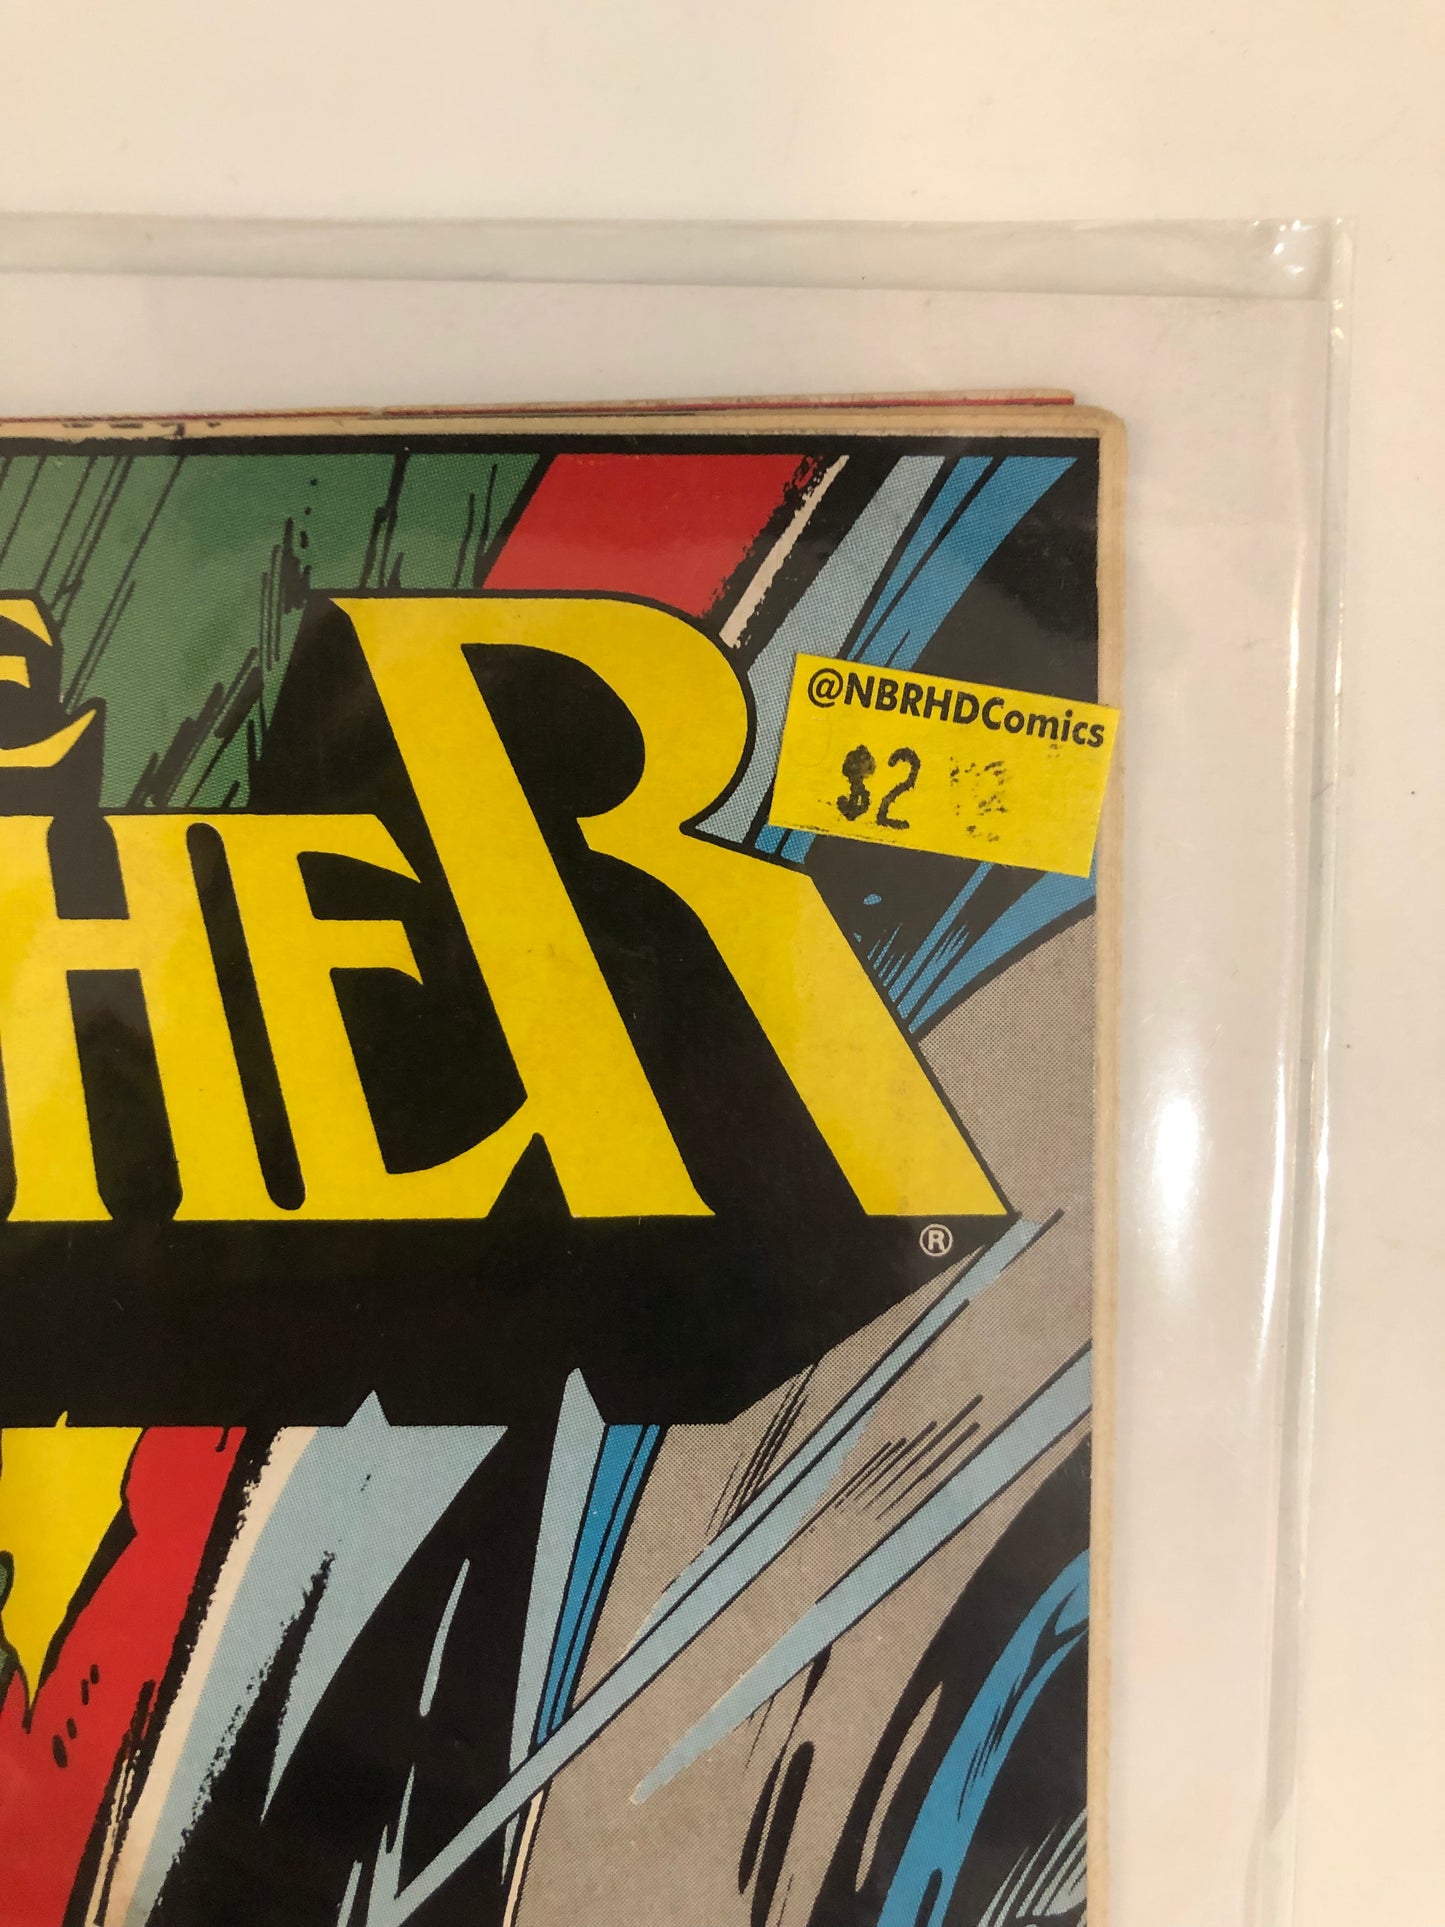 E
HER
®
@NBRHDComics
$2